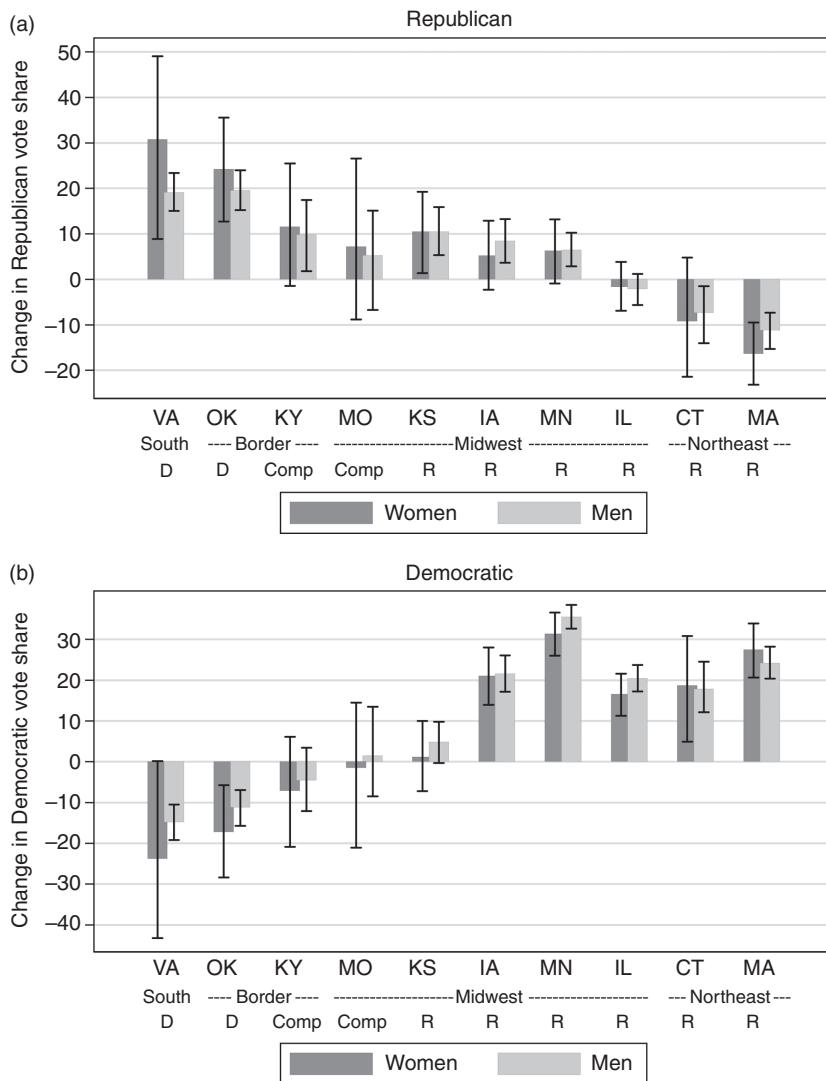 (a)
Republican
Change in Republican vote share
50
40
30
20
10
0
–10
–20
VA OK KY MO KS IA MN IL CT MA
South ---- Border ---- ----------------Midwest ---------------- --- Northeast ---
D D Comp Comp R R R R R R
Women Men
(b)
Democratic
Change in Democratic vote share
30
20
10
0
–10
–20
–30
–40
VA OK KY MO KS IA MN IL CT MA
South ---- Border ---- ----------------Midwest ---------------- --- Northeast ---
D D Comp Comp R R R R R R
Women Men